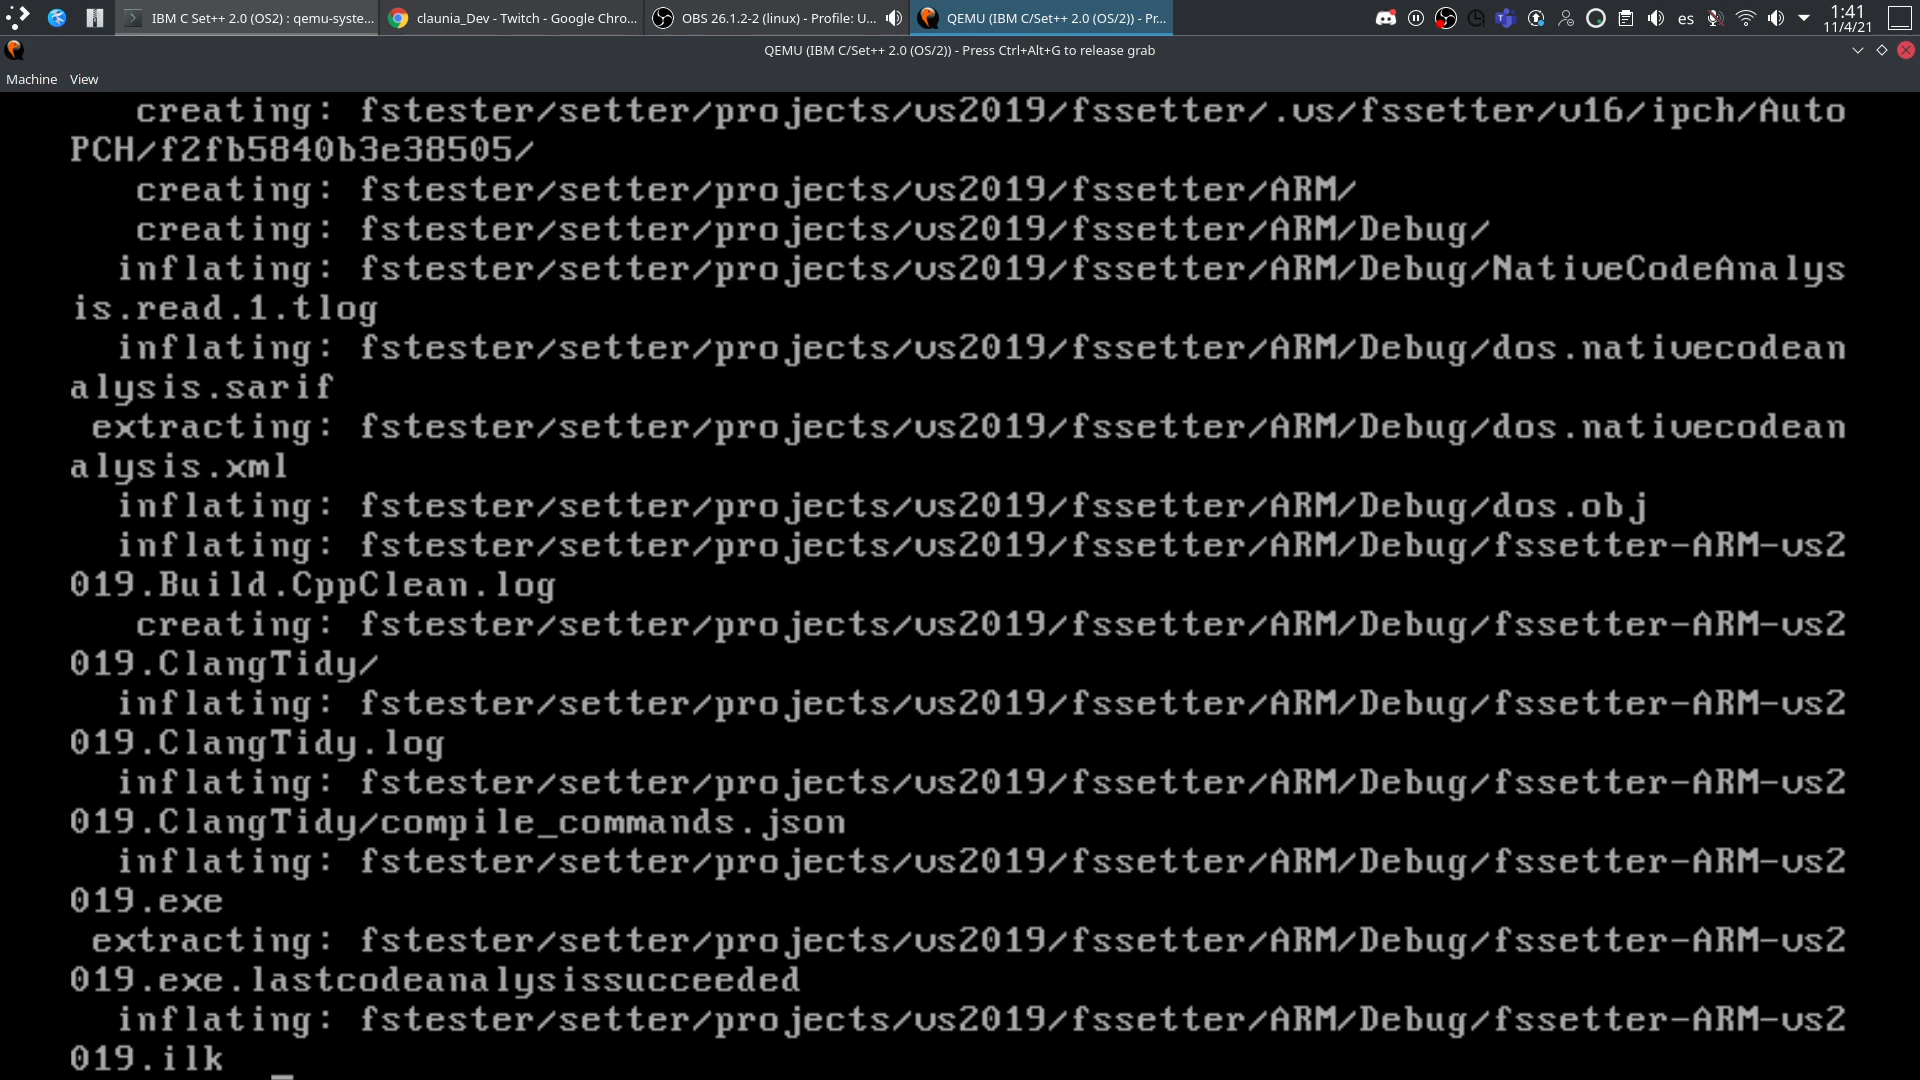 IBM C Set++ 2.0 (OS2) : qemu-syste... claunia_Dev - Twitch - Google Chro... OBS 26.1.2-2 (linux) - Profile: U... QEMU (IBM C/Set++ 2.0 (OS/2)) - Pr... es 1:41
11/4/21
QEMU (IBM C/Set++ 2.0 (OS/2)) - Press Ctrl+Alt+G to release grab
Machine View
creating: fstester/setter/projects/vs2019/fssetter/.vs/fssetter/v16/ipch/Auto
PCH/f2fb5840b3e38505/
creating: fstester/setter/projects/vs2019/fssetter/ARM/
creating: fstester/setter/projects/vs2019/fssetter/ARM/Debug/
inflating: fstester/setter/projects/vs2019/fssetter/ARM/Debug/NativeCodeAnalys
is.read.1.tlog
inflating: fstester/setter/projects/vs2019/fssetter/ARM/Debug/dos.nativecodean
alysis.sarif
extracting: fstester/setter/projects/vs2019/fssetter/ARM/Debug/dos.nativecodean
alysis.xml
inflating: fstester/setter/projects/vs2019/fssetter/ARM/Debug/dos.obj
inflating: fstester/setter/projects/vs2019/fssetter/ARM/Debug/fssetter-ARM-vs2
019.Build.CppClean.log
creating: fstester/setter/projects/vs2019/fssetter/ARM/Debug/fssetter-ARM-vs2
019.ClangTidy/
inflating: fstester/setter/projects/vs2019/fssetter/ARM/Debug/fssetter-ARM-vs2
019.ClangTidy.log
inflating: fstester/setter/projects/vs2019/fssetter/ARM/Debug/fssetter-ARM-vs2
019.ClangTidy/compile_commands.json
inflating: fstester/setter/projects/vs2019/fssetter/ARM/Debug/fssetter-ARM-vs2
019.exe
extracting: fstester/setter/projects/vs2019/fssetter/ARM/Debug/fssetter-ARM-vs2
019.exe.lastcodeanalysissucceeded
inflating: fstester/setter/projects/vs2019/fssetter/ARM/Debug/fssetter-ARM-vs2
019.ilk _